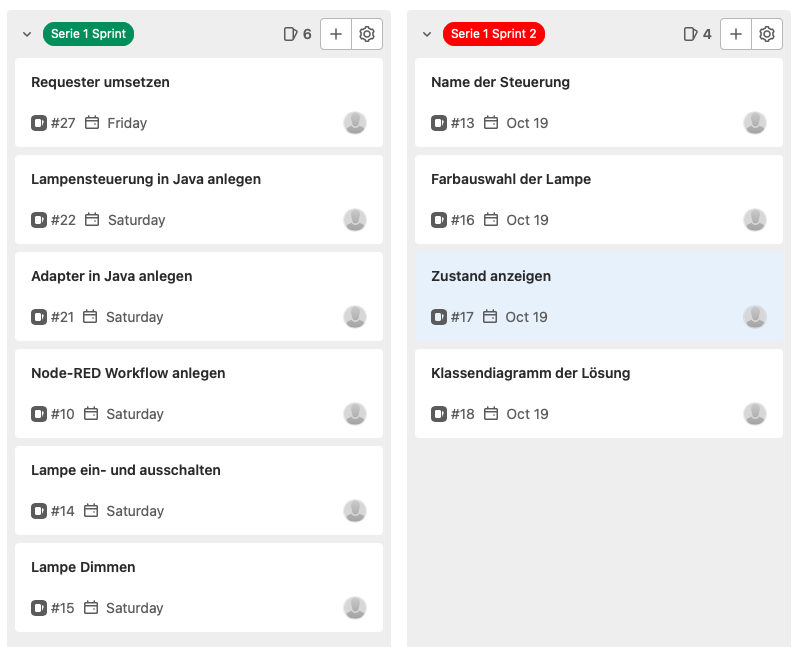 Serie 1 Sprint
6
Requester umsetzen
#27 Friday
Lampensteuerung in Java anlegen
#22 Saturday
Adapter in Java anlegen
#21 Saturday
Node-RED Workflow anlegen
#10 Saturday
Lampe ein- und ausschalten
#14 Saturday
Lampe Dimmen
#15 Saturday
Serie 1 Sprint 2
4
Name der Steuerung
#13 Oct 19
Farbauswahl der Lampe
#16 Oct 19
Zustand anzeigen
#17 Oct 19
Klassendiagramm der Lösung
#18 Oct 19